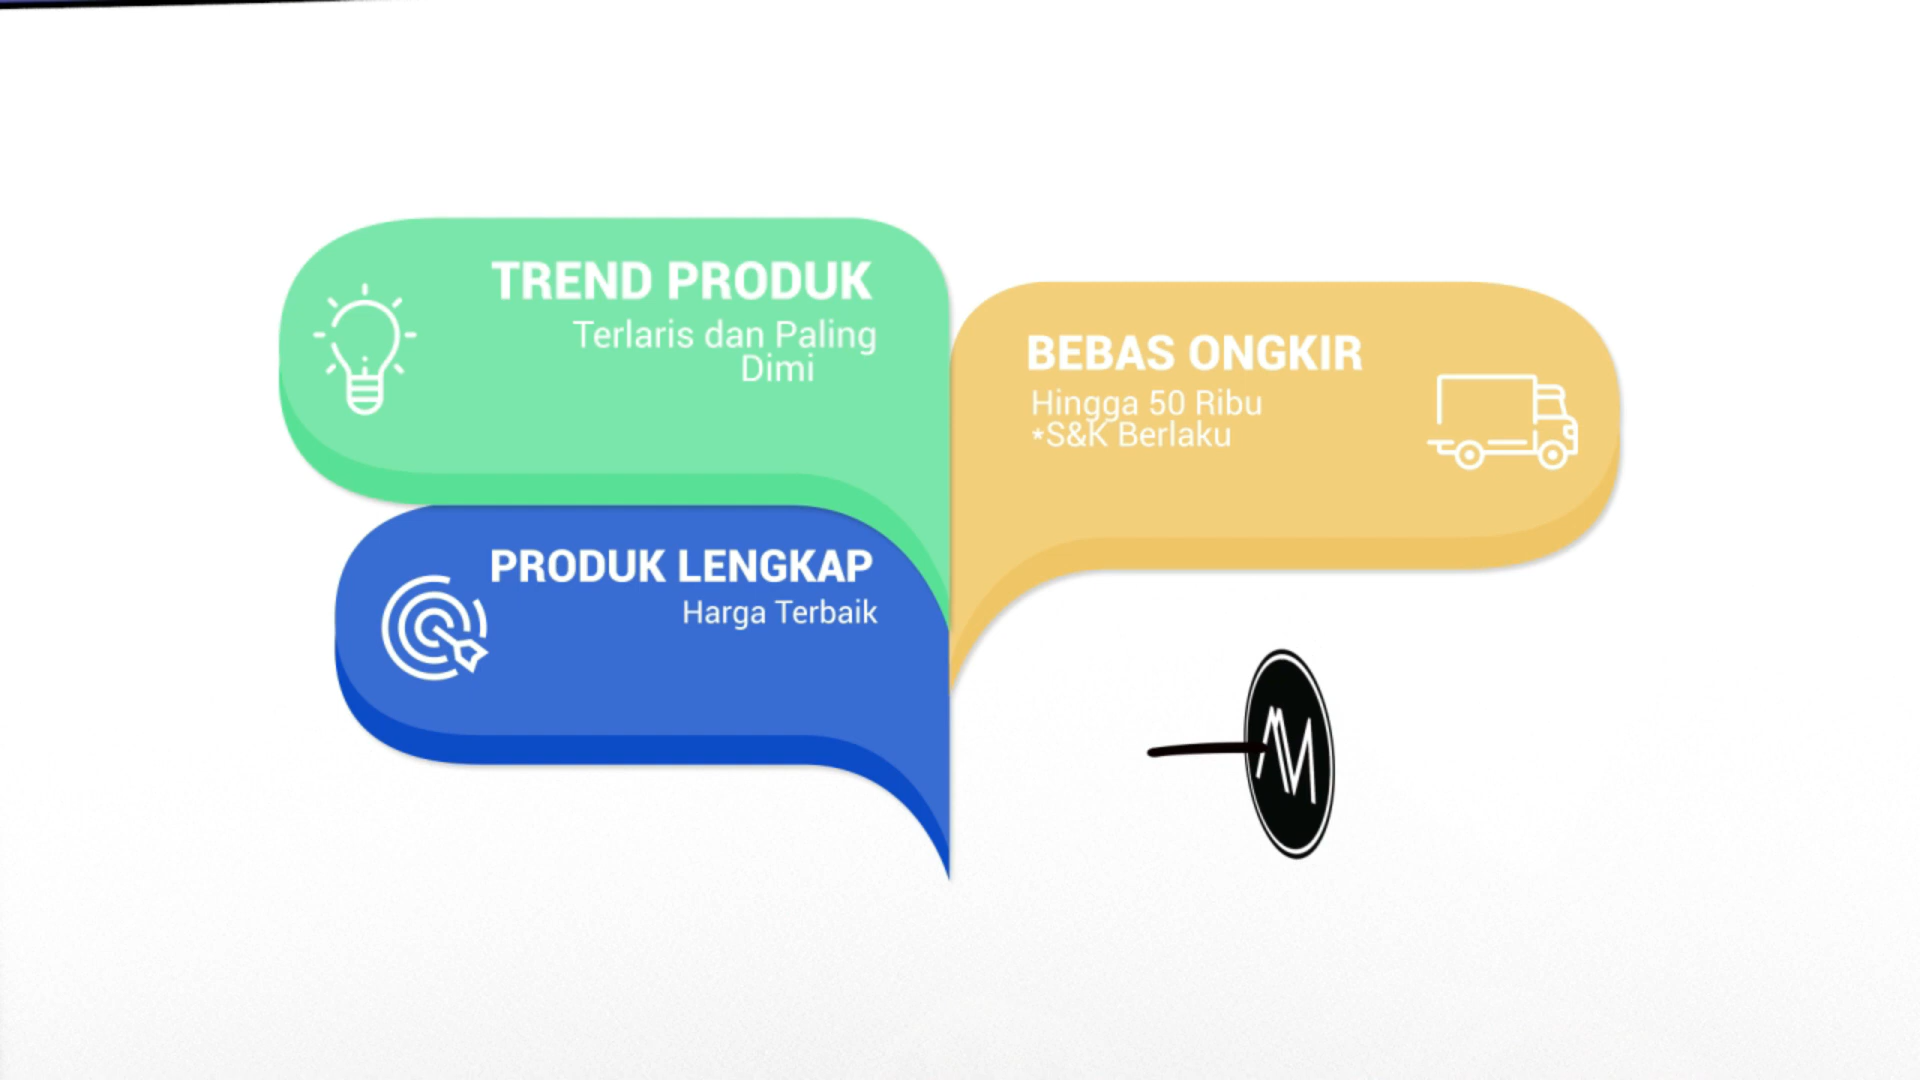 TREND PRODUK
Terlaris dan Paling
Dimi
BEBAS ONGKIR
Hingga 50 Ribu
*S&K Berlaku
PRODUK LENGKAP
Harga Terbaik